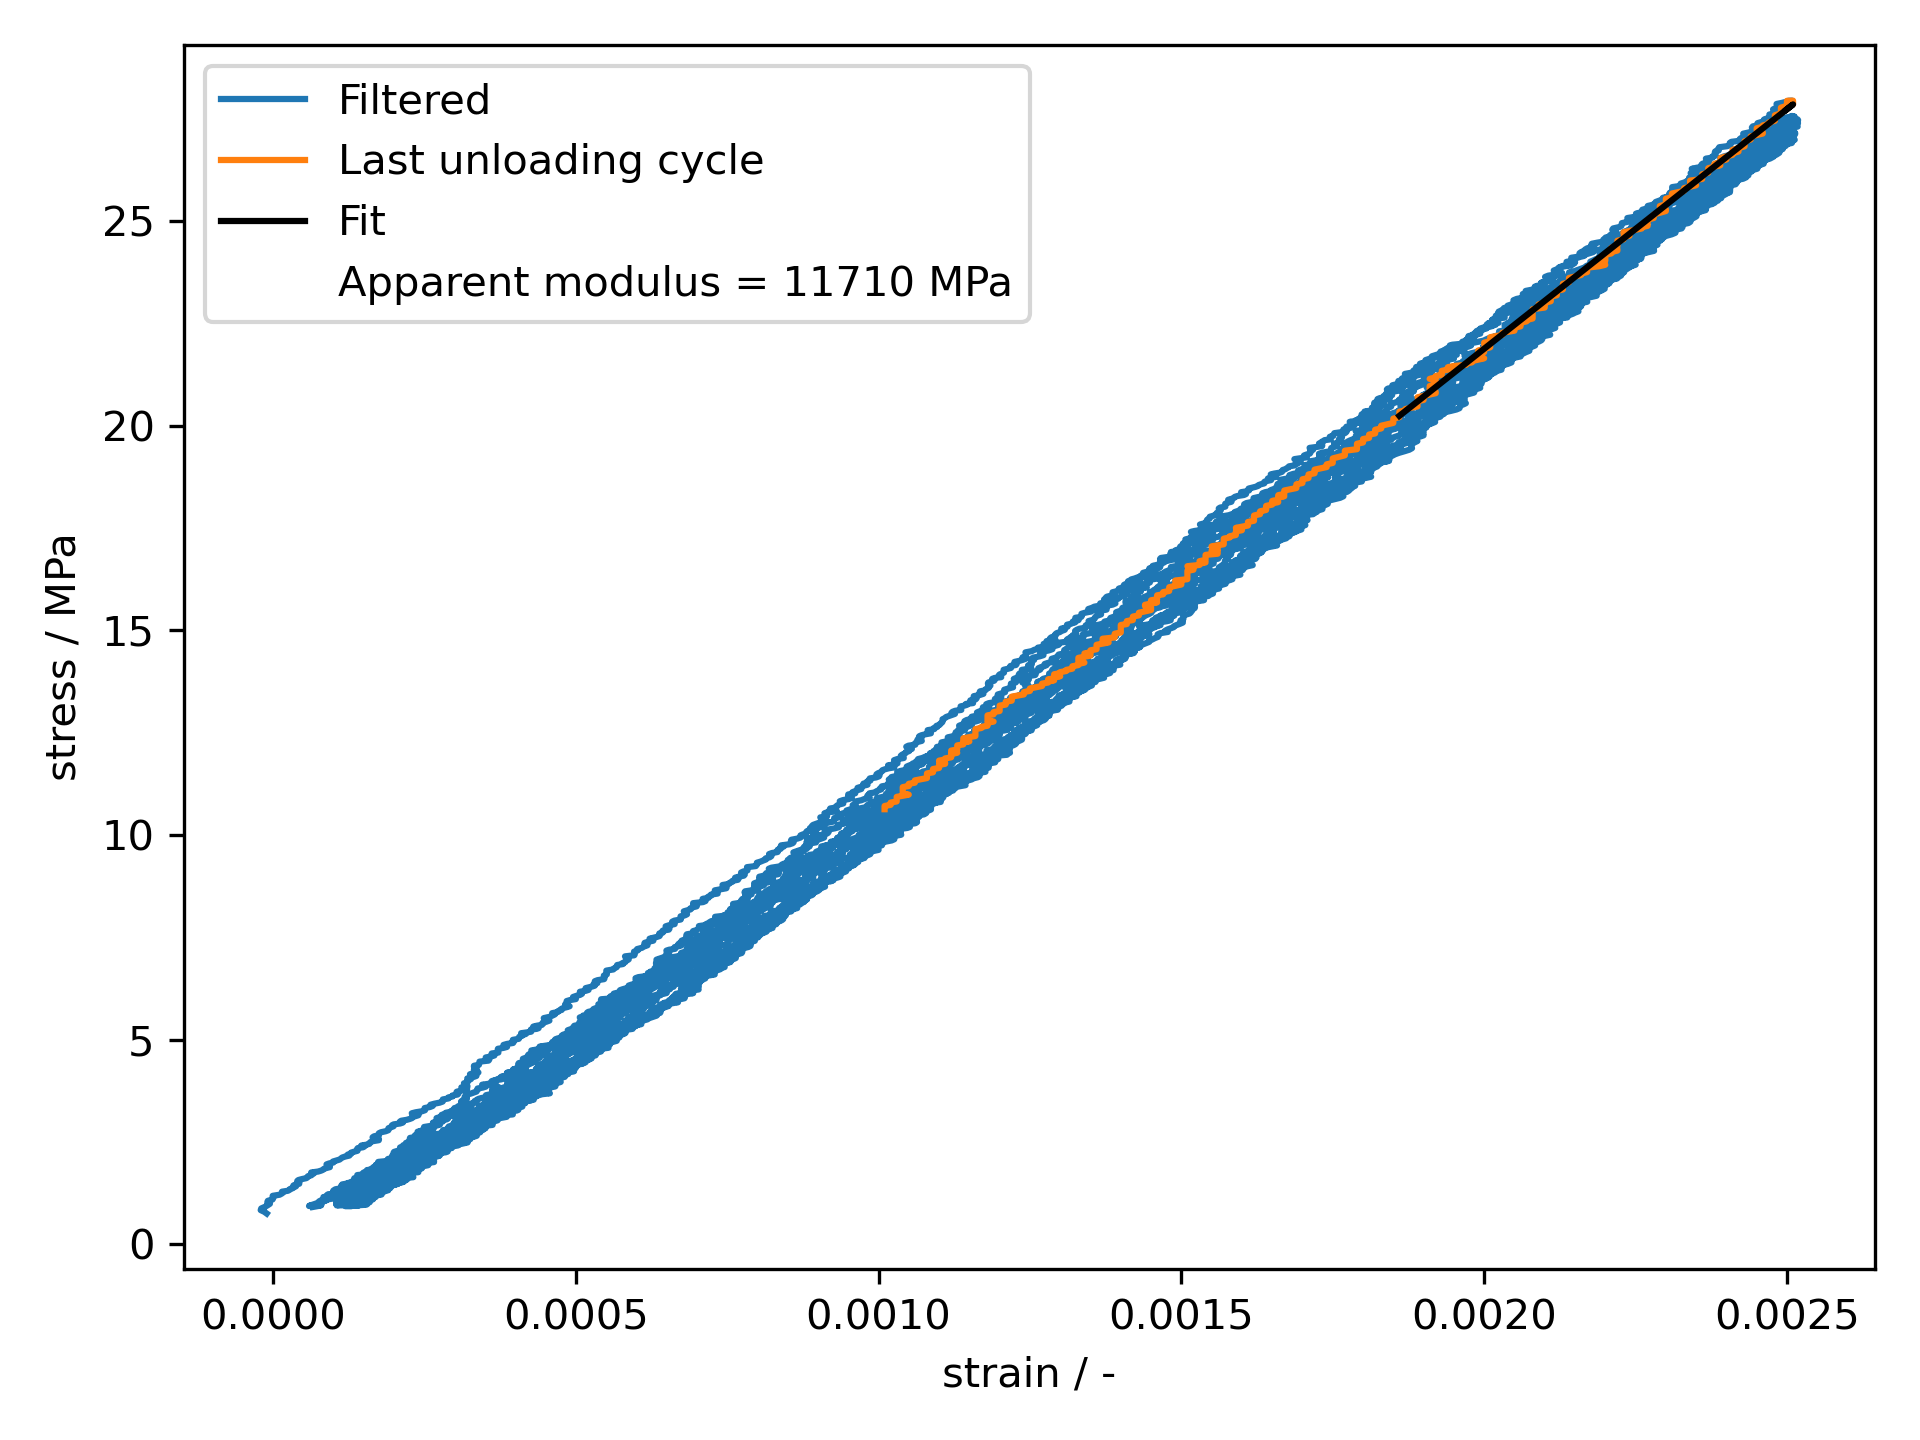 Filtered
Last unloading cycle
Fit
Apparent modulus = 11710 MPa
25
20
15
10
5
0
stress / MPa
0.0000 0.0005 0.0010 0.0015 0.0020 0.0025
strain / -